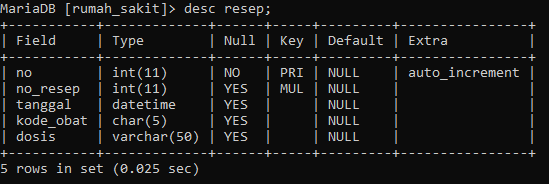 MariaDB [rumah_sakit]> desc resep;
+-----------+-------------+------+-----+---------+----------------+
| Field     | Type        | Null | Key | Default | Extra          |
+-----------+-------------+------+-----+---------+----------------+
| no        | int(11)     | NO   | PRI | NULL    | auto_increment |
| no_resep  | int(11)     | YES  | MUL | NULL    |                |
| tanggal   | datetime    | YES  |     | NULL    |                |
| kode_obat | char(5)     | YES  |     | NULL    |                |
| dosis     | varchar(50) | YES  |     | NULL    |                |
+-----------+-------------+------+-----+---------+----------------+
5 rows in set (0.025 sec)